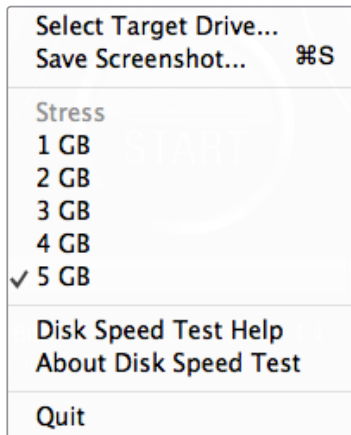 Select Target Drive...
Save Screenshot... ⌘S
Stress
1 GB
2 GB
3 GB
4 GB
✓ 5 GB
Disk Speed Test Help
About Disk Speed Test
Quit
START